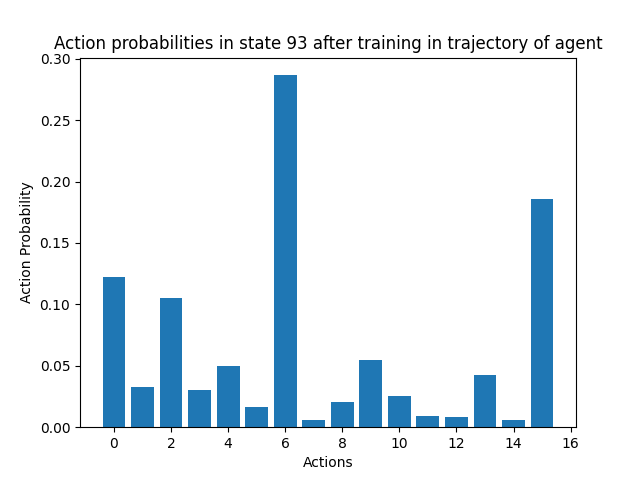 Action probabilities in state 93 after training in trajectory of agent
0.30
0.25
0.20
0.15
0.10
0.05
0.00
Action Probability
0 2 4 6 8 10 12 14 16
Actions